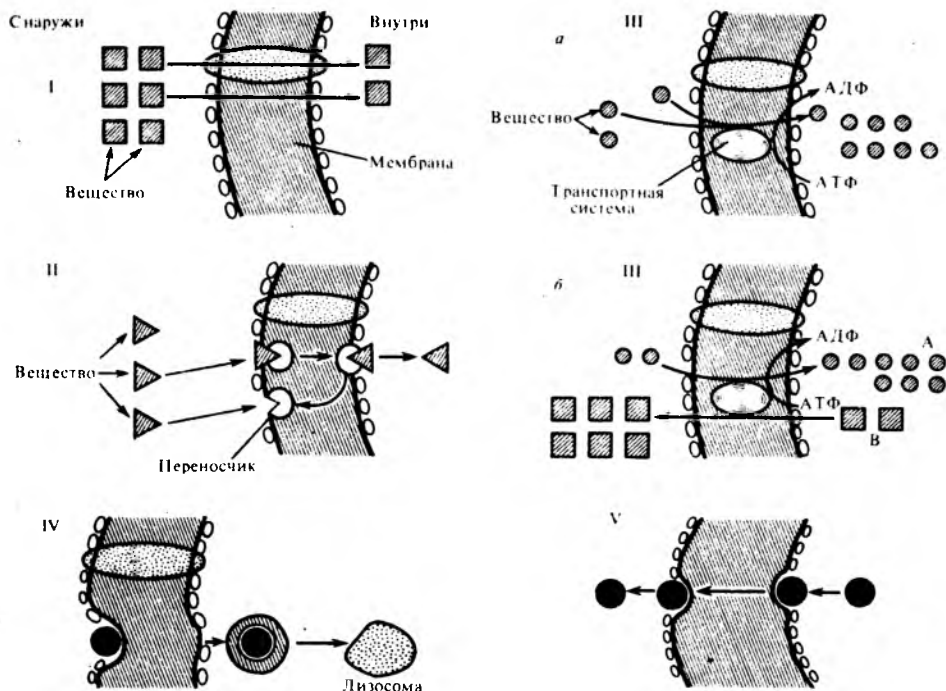 Снаружи
Внутри
I
Вещество
Мембрана
а
III
Вещество
АДФ
АТФ
Транспортная
система
II
Вещество
Переносчик
б
III
АДФ
А
АТФ
В
IV
Лизосома
V